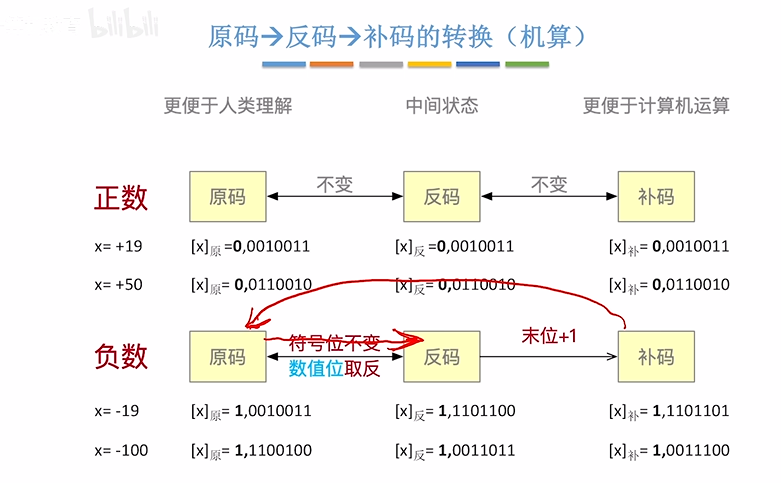 bilibili
原码→反码→补码的转换（机算）
更便于人类理解 中间状态 更便于计算机运算
正数 原码 不变 反码 不变 补码
x= +19 [x]原 =0,0010011 [x]反 =0,0010011 [x]补= 0,0010011
x= +50 [x]原= 0,0110010 [x]反= 0,0110010 [x]补= 0,0110010
负数 原码 符号位不变 反码 末位+1 补码
数值位取反
x= -19 [x]原= 1,0010011 [x]反= 1,1101100 [x]补= 1,1101101
x= -100 [x]原= 1,1100100 [x]反= 1,0011011 [x]补= 1,0011100